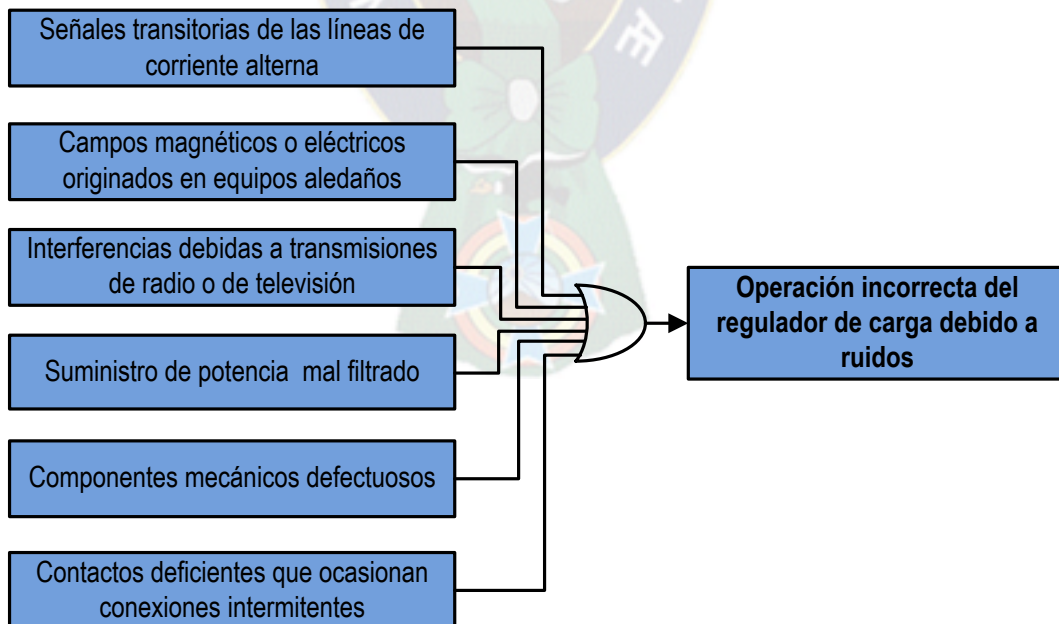 Señales transitorias de las líneas de
corriente alterna
Campos magnéticos o eléctricos
originados en equipos aledaños
Interferencias debidas a transmisiones
de radio o de televisión
Suministro de potencia mal filtrado
Componentes mecánicos defectuosos
Contactos deficientes que ocasionan
conexiones intermitentes
Operación incorrecta del
regulador de carga debido a
ruidos